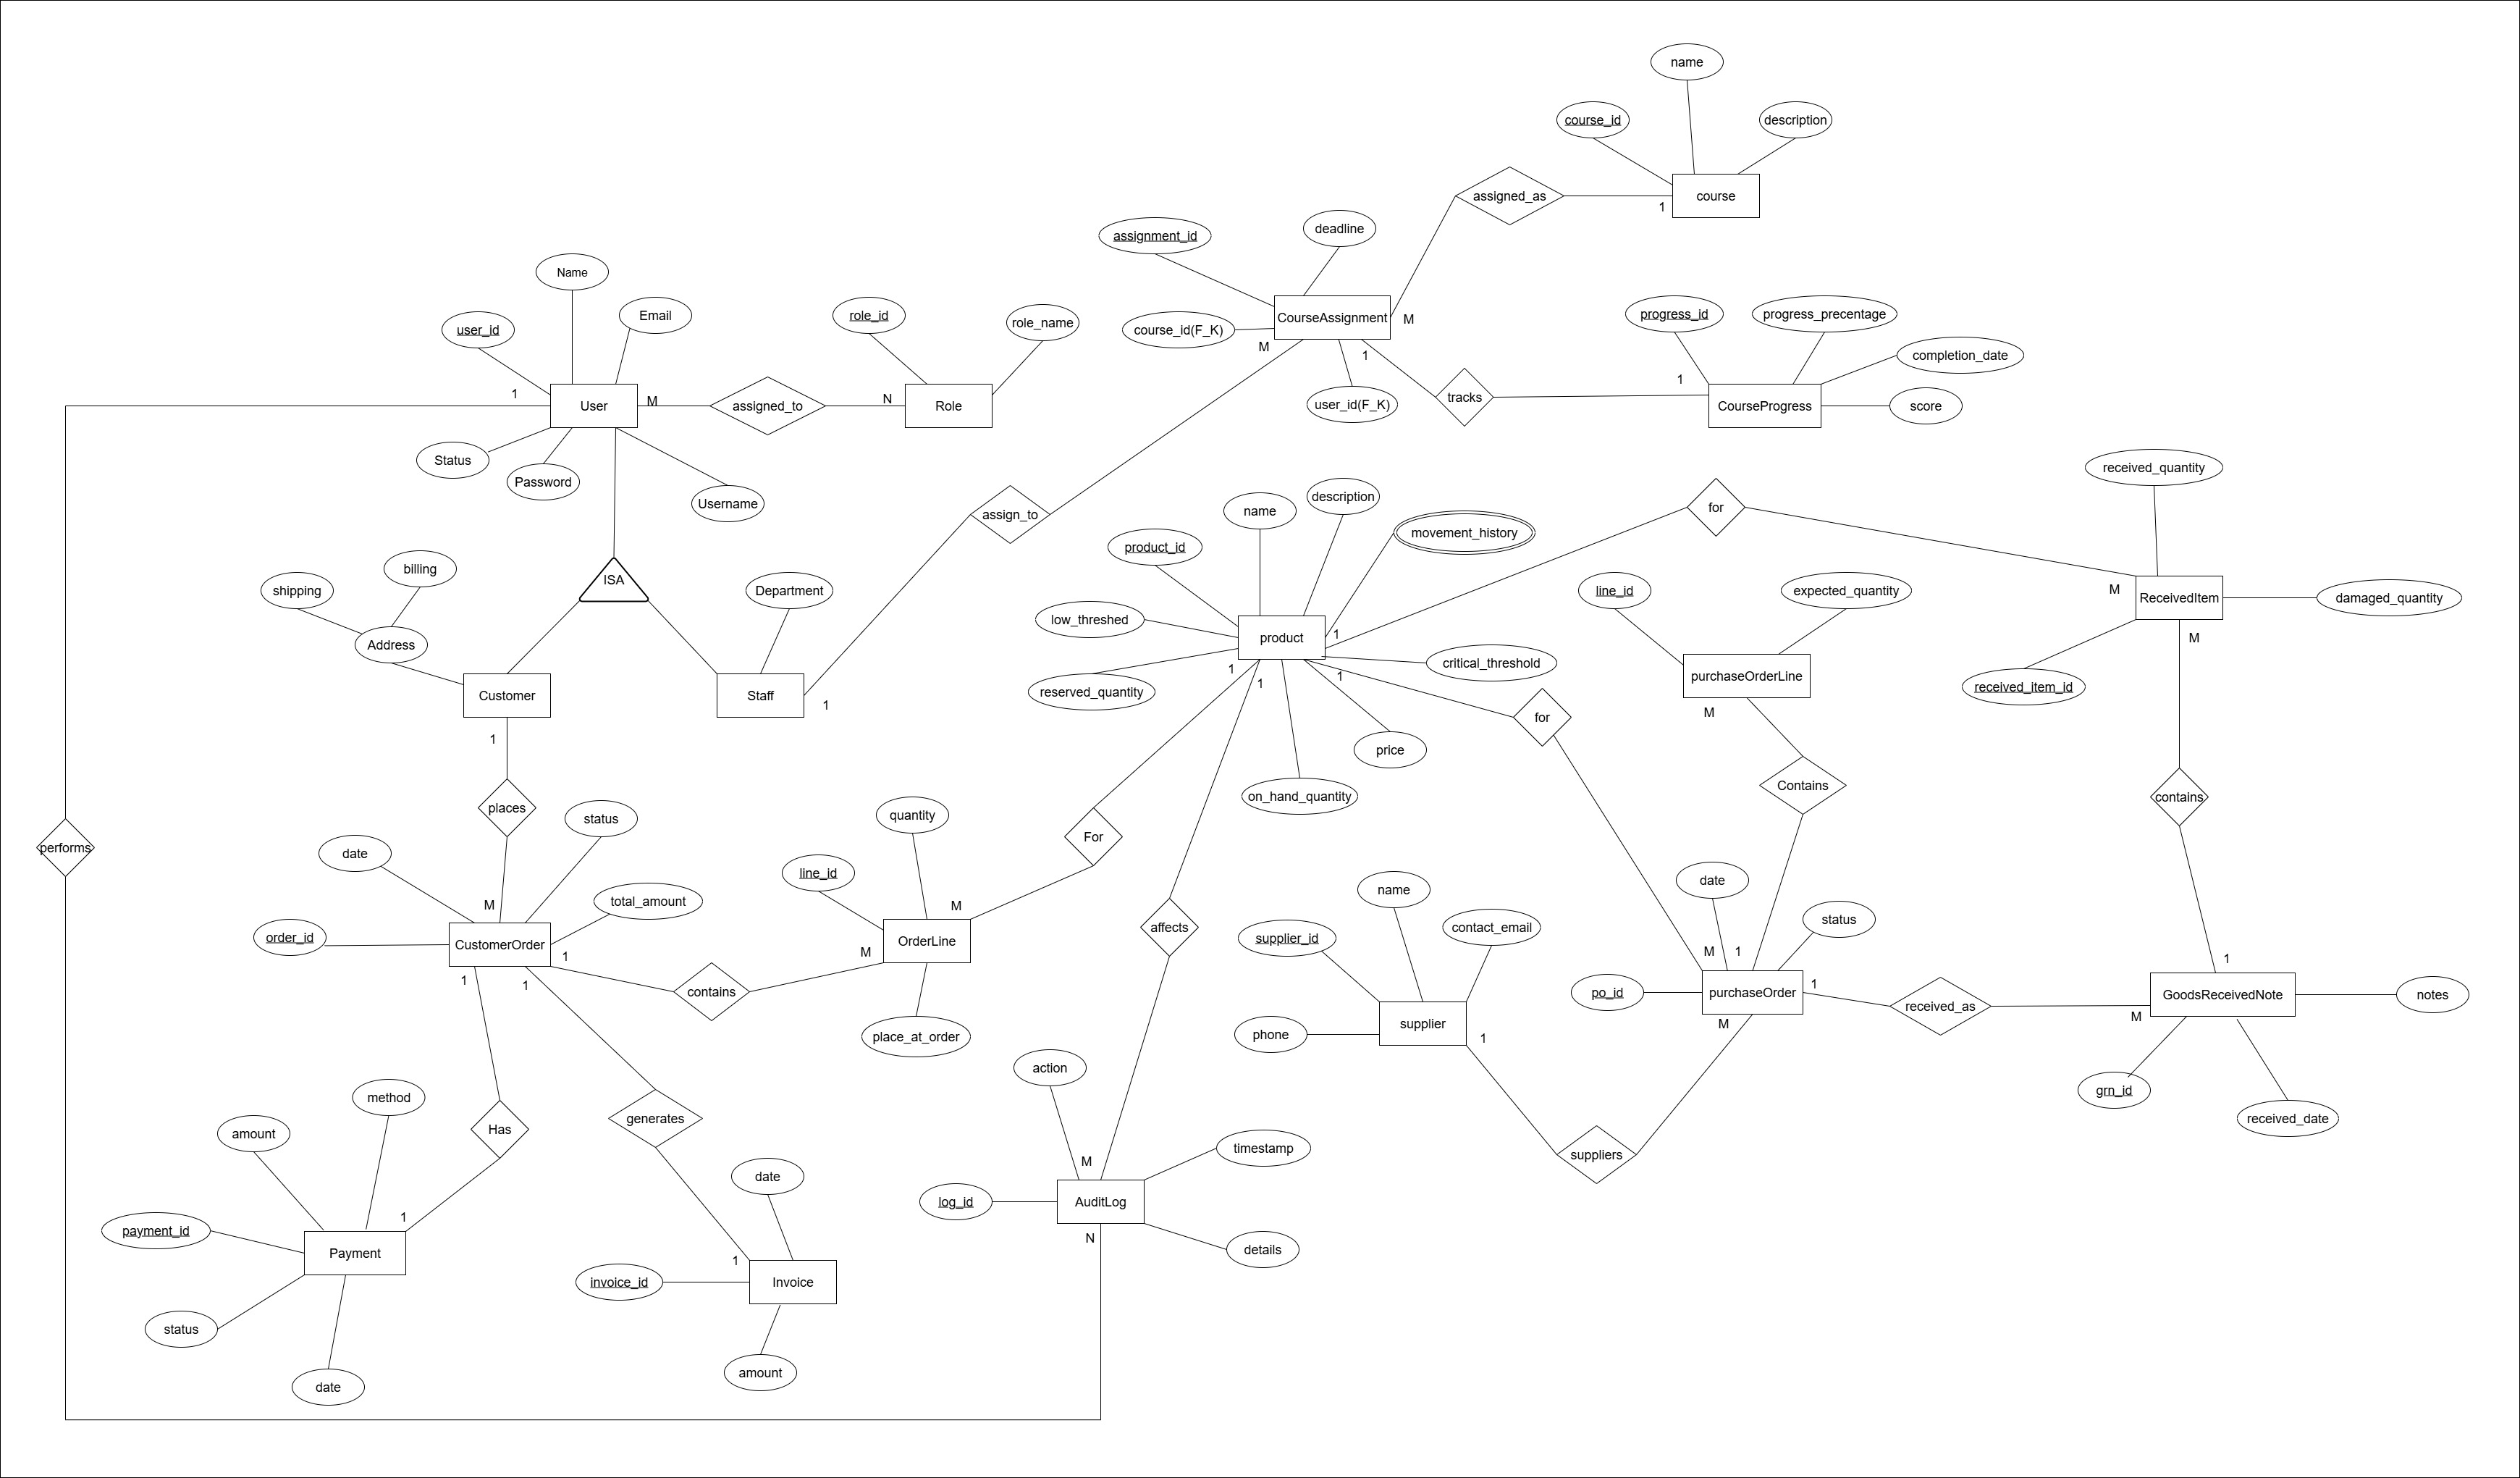 name
course_id
description
assigned_as
course
1
assignment_id
deadline
CourseAssignment
M
course_id(F_K)
M
1
user_id(F_K)
tracks
progress_id
progress_precentage
completion_date
1
CourseProgress
score
Name
user_id
Email
1
User
M
assigned_to
N
Role
role_id
role_name
Status
Password
Username
ISA
assign_to
billing
shipping
Address
Customer
Department
Staff
1
1
places
name
description
movement_history
product_id
low_threshed
product
1
reserved_quantity
critical_threshold
1
1
1
price
on_hand_quantity
for
for
received_quantity
M
ReceivedItem
damaged_quantity
M
received_item_id
line_id
expected_quantity
purchaseOrderLine
M
Contains
contains
performs
date
status
M
total_amount
order_id
CustomerOrder
1
1
1
contains
quantity
line_id
M
OrderLine
M
place_at_order
For
affects
name
supplier_id
contact_email
phone
supplier
1
suppliers
date
status
M
1
po_id
purchaseOrder
1
M
received_as
1
GoodsReceivedNote
M
notes
grn_id
received_date
method
amount
Has
generates
payment_id
1
Payment
status
date
date
1
invoice_id
Invoice
amount
action
M
timestamp
log_id
AuditLog
N
details